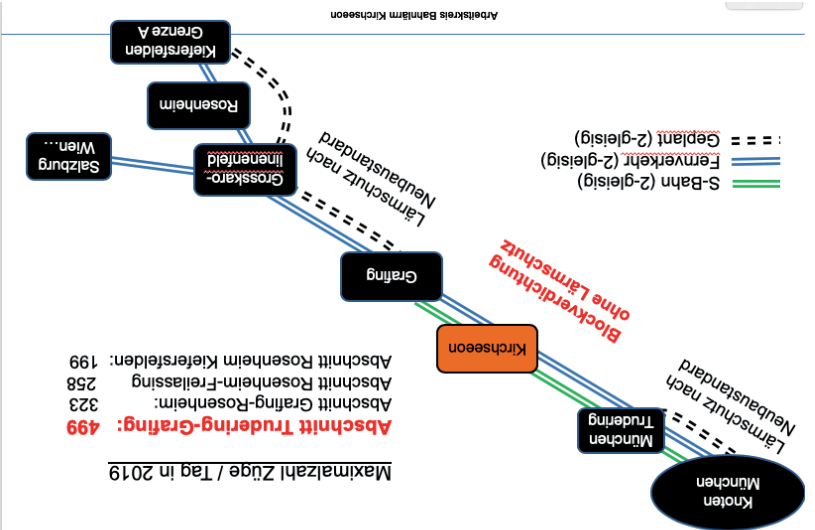 Knoten
München
München
Trudering
Lärmschutz nach
Neubaustandard
Maximalzahl Züge / Tag in 2019
Abschnitt Trudering-Grafing: 499
Abschnitt Grafing-Rosenheim: 323
Abschnitt Rosenheim-Freilassing 258
Abschnitt Rosenheim Kiefersfelden: 199
Kirchseeon
Blockverdichtung
ohne Lärmschutz
Grafing
S-Bahn (2-gleisig)
Fernverkehr (2-gleisig)
Geplant (2-gleisig)
Lärmschutz nach
Neubaustandard
Grosskaro-
linenenfeld
Salzburg
Wien...
Rosenheim
Kiefersfelden
Grenze A
Arbeitskreis Bahnlärm Kirchseeon